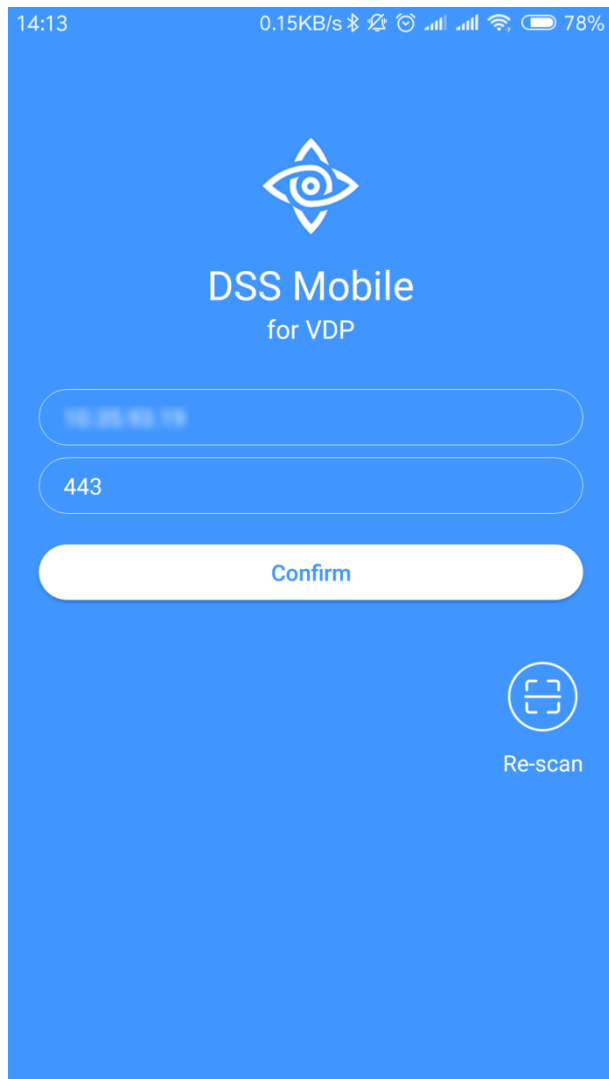 14:13 0.15KB/s 78%
DSS Mobile
for VDP
443
Confirm
Re-scan